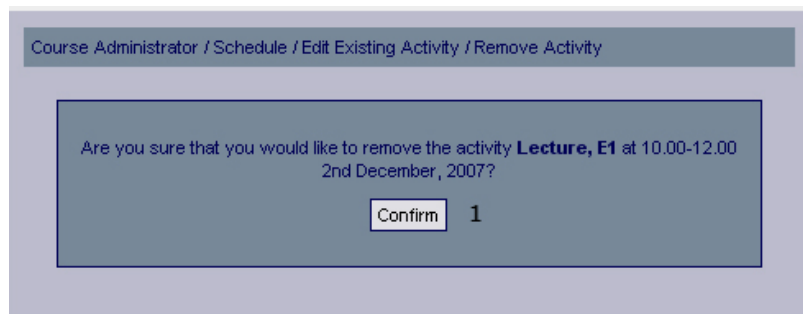 Course Administrator / Schedule / Edit Existing Activity / Remove Activity
Are you sure that you would like to remove the activity Lecture, E1 at 10.00-12.00
2nd December, 2007?
Confirm 1